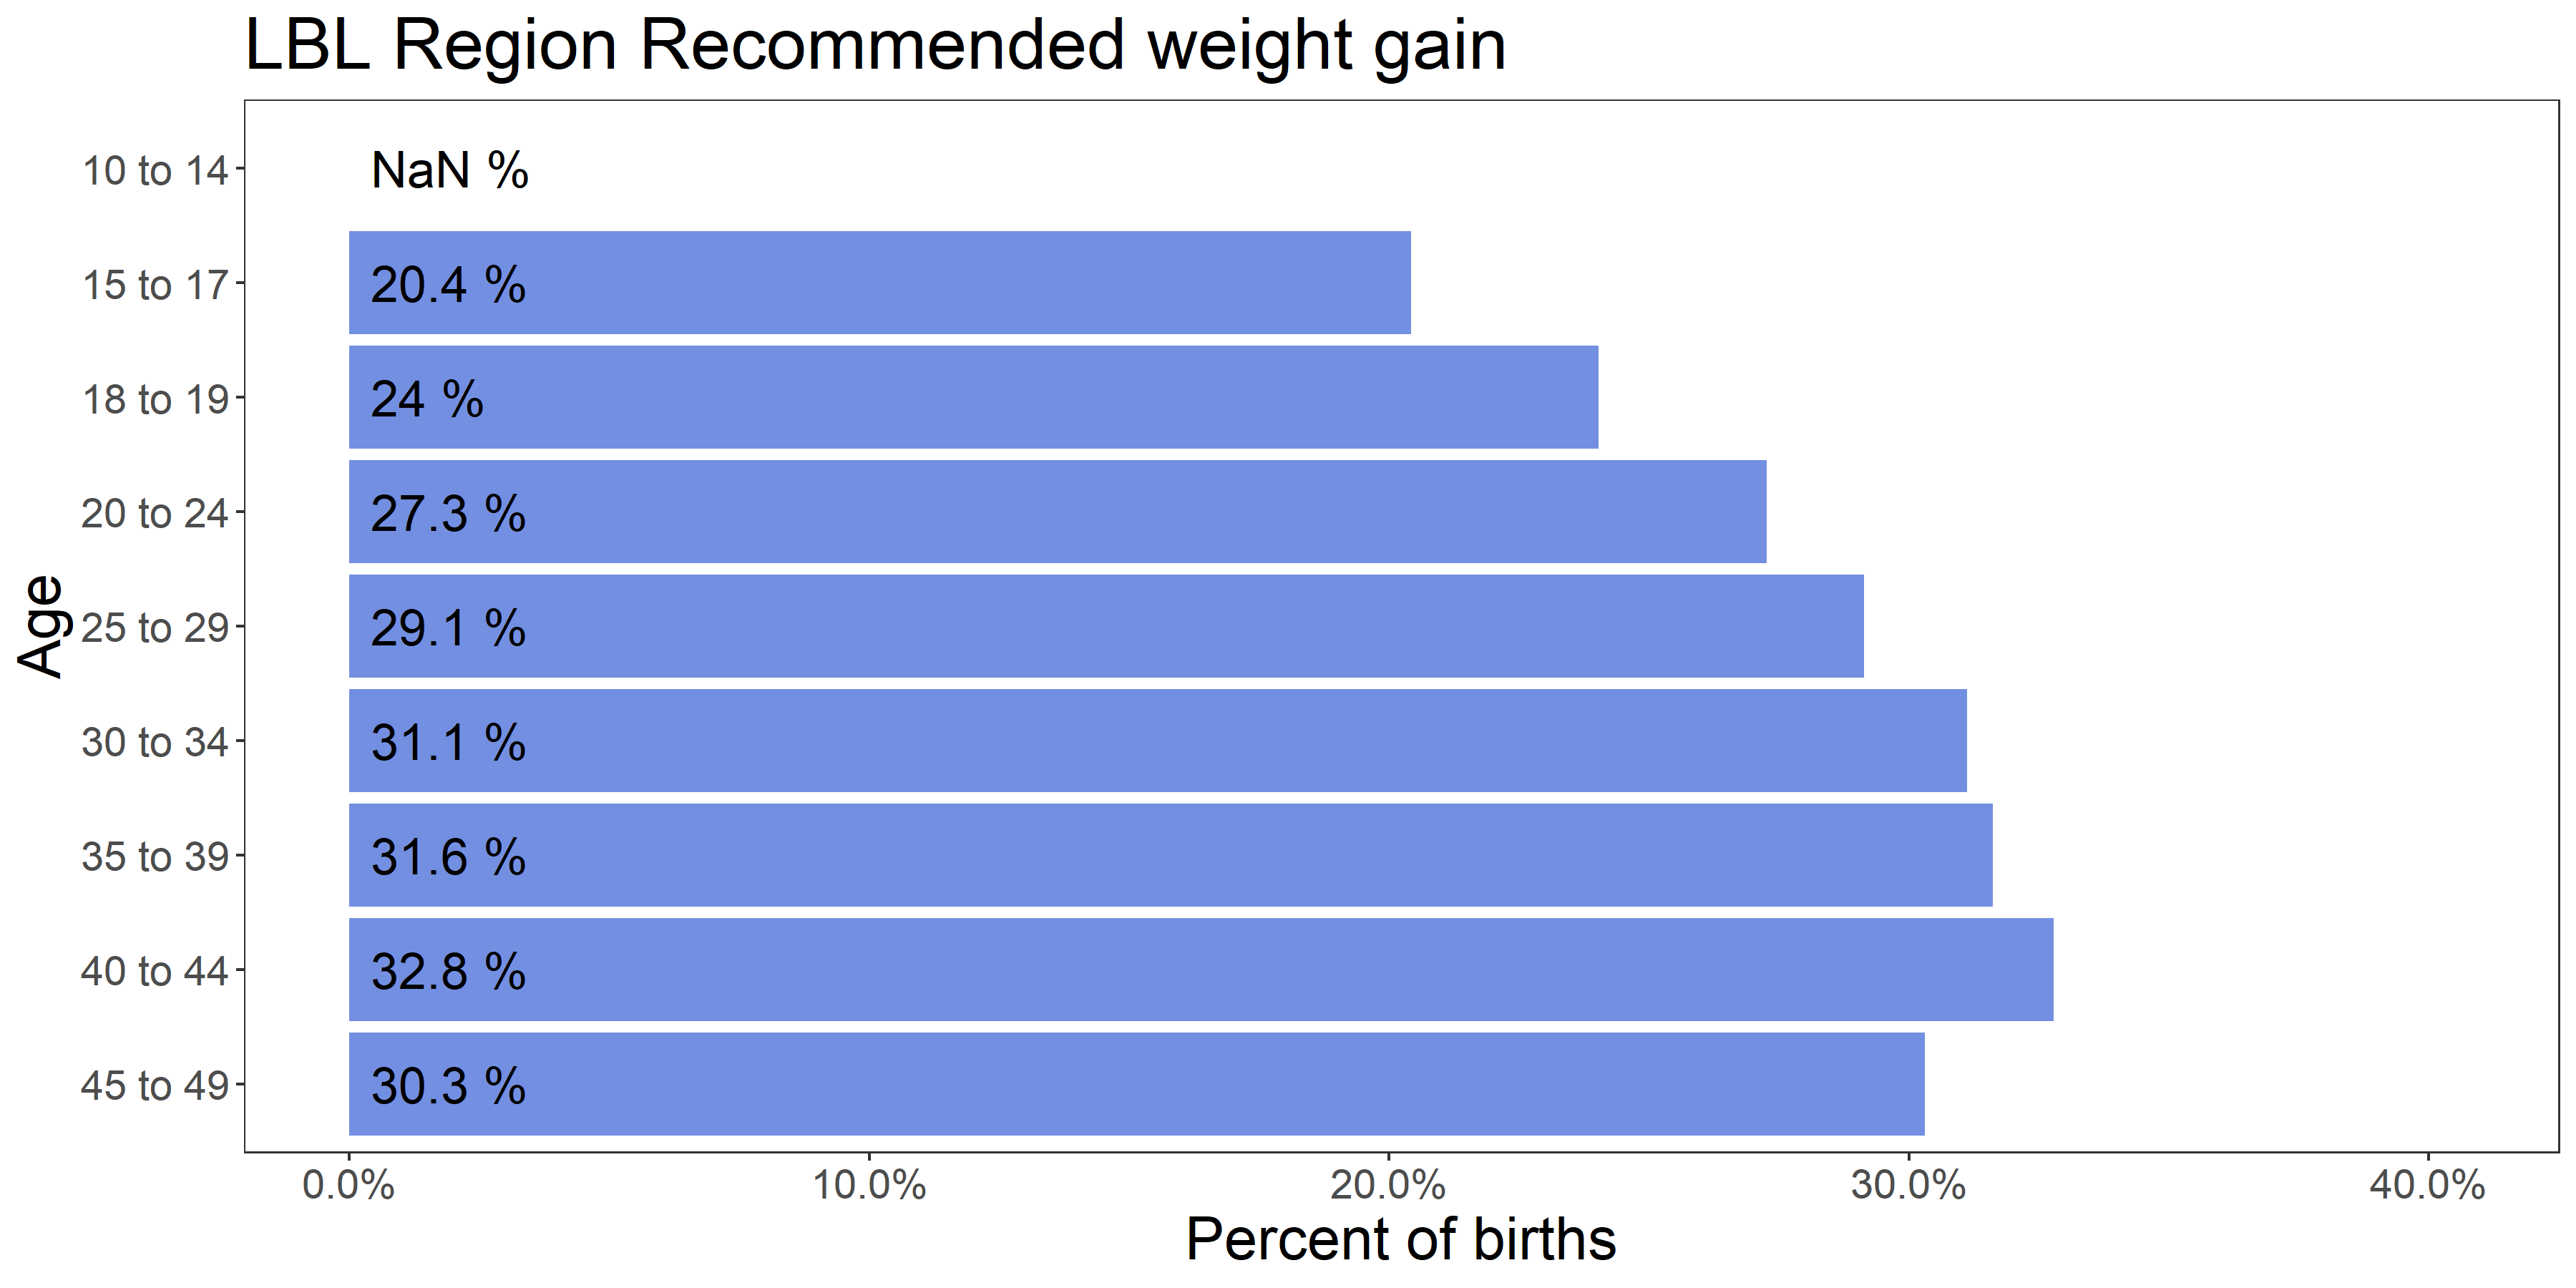 LBL Region Recommended weight gain
Age
10 to 14 NaN %
15 to 17 20.4 %
18 to 19 24 %
20 to 24 27.3 %
25 to 29 29.1 %
30 to 34 31.1 %
35 to 39 31.6 %
40 to 44 32.8 %
45 to 49 30.3 %
0.0% 10.0% 20.0% 30.0% 40.0%
Percent of births